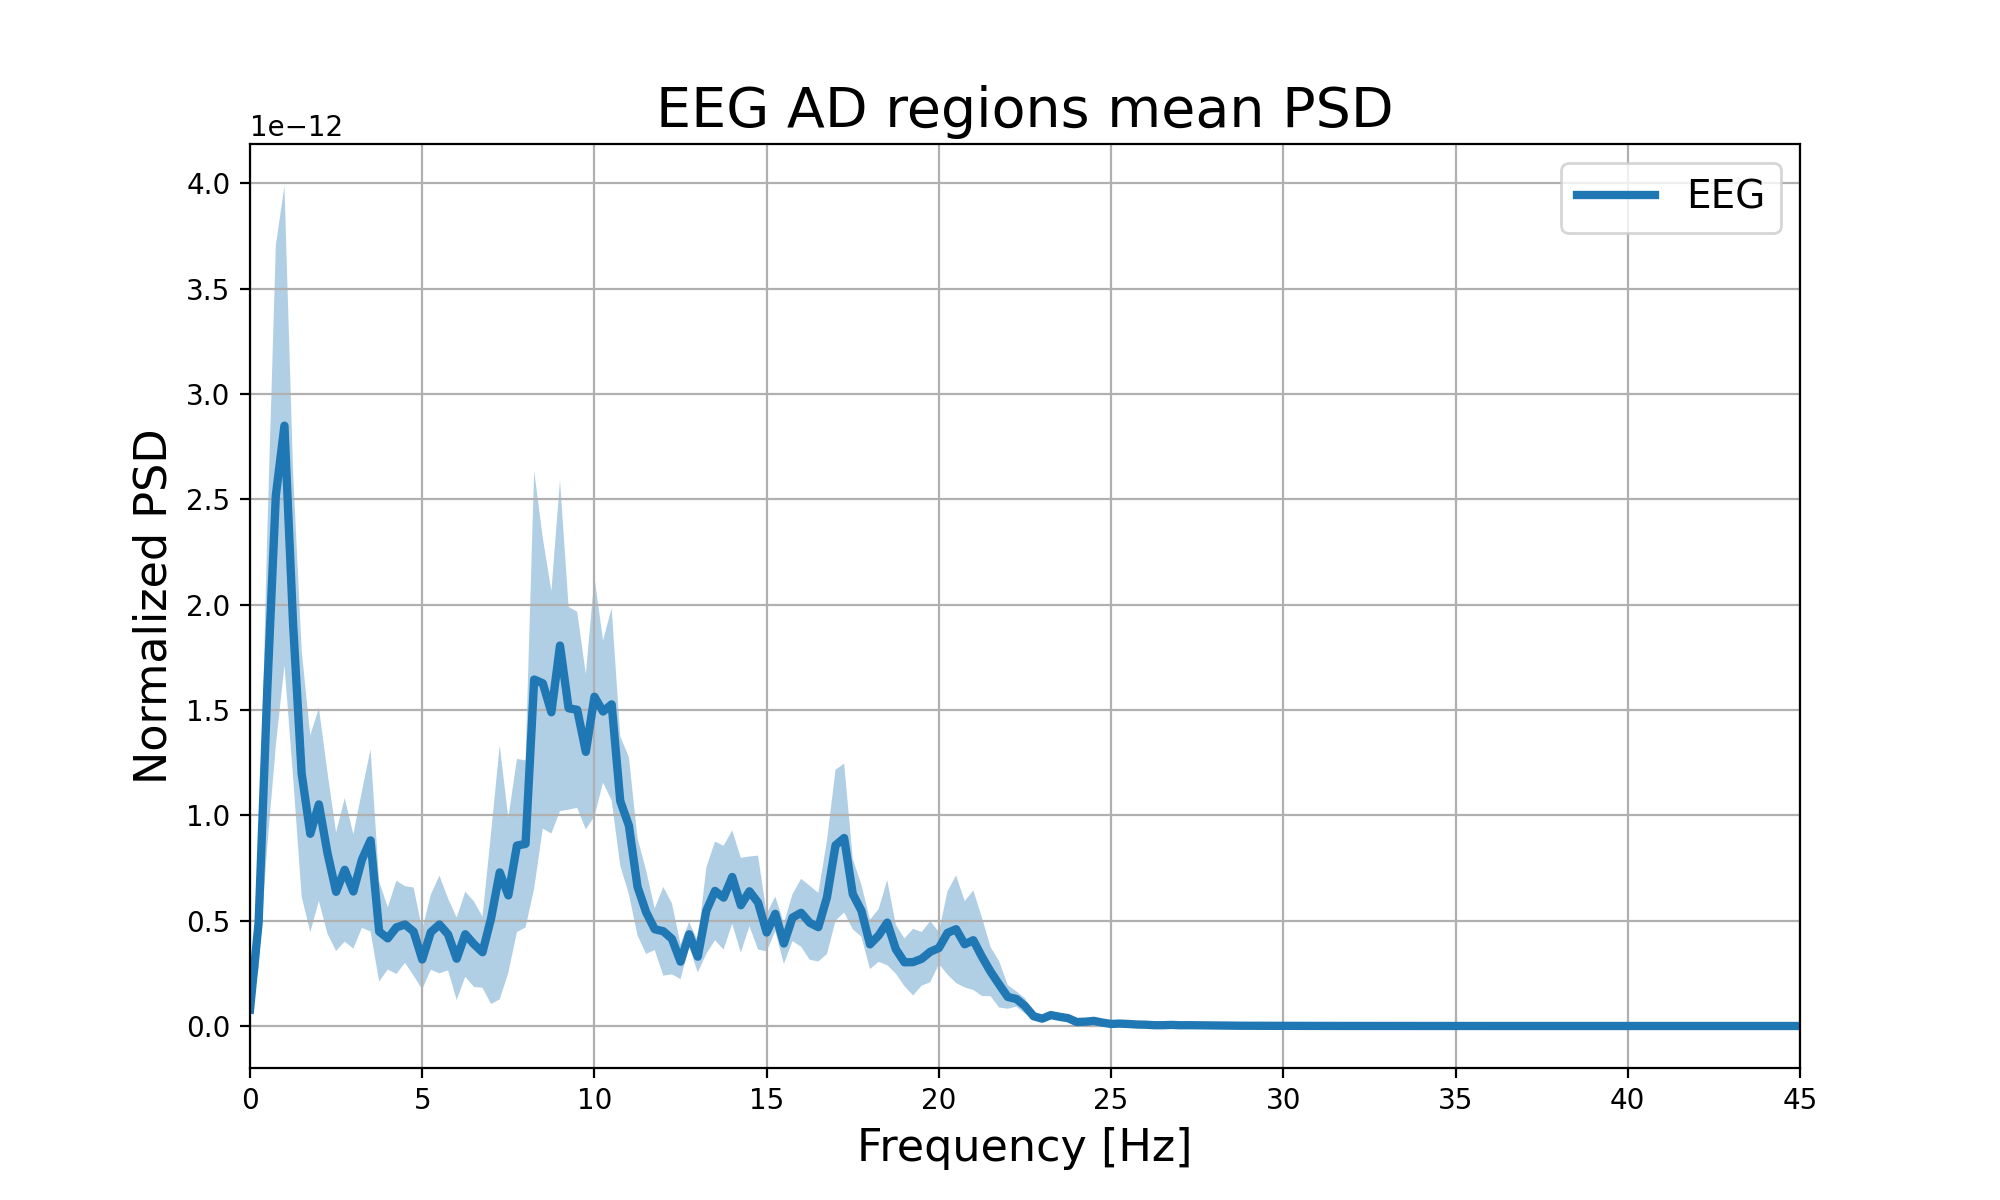 EEG AD regions mean PSD
1e−12
EEG
4.0
3.5
3.0
2.5
2.0
1.5
1.0
0.5
0.0
Normalized PSD
0 5 10 15 20 25 30 35 40 45
Frequency [Hz]